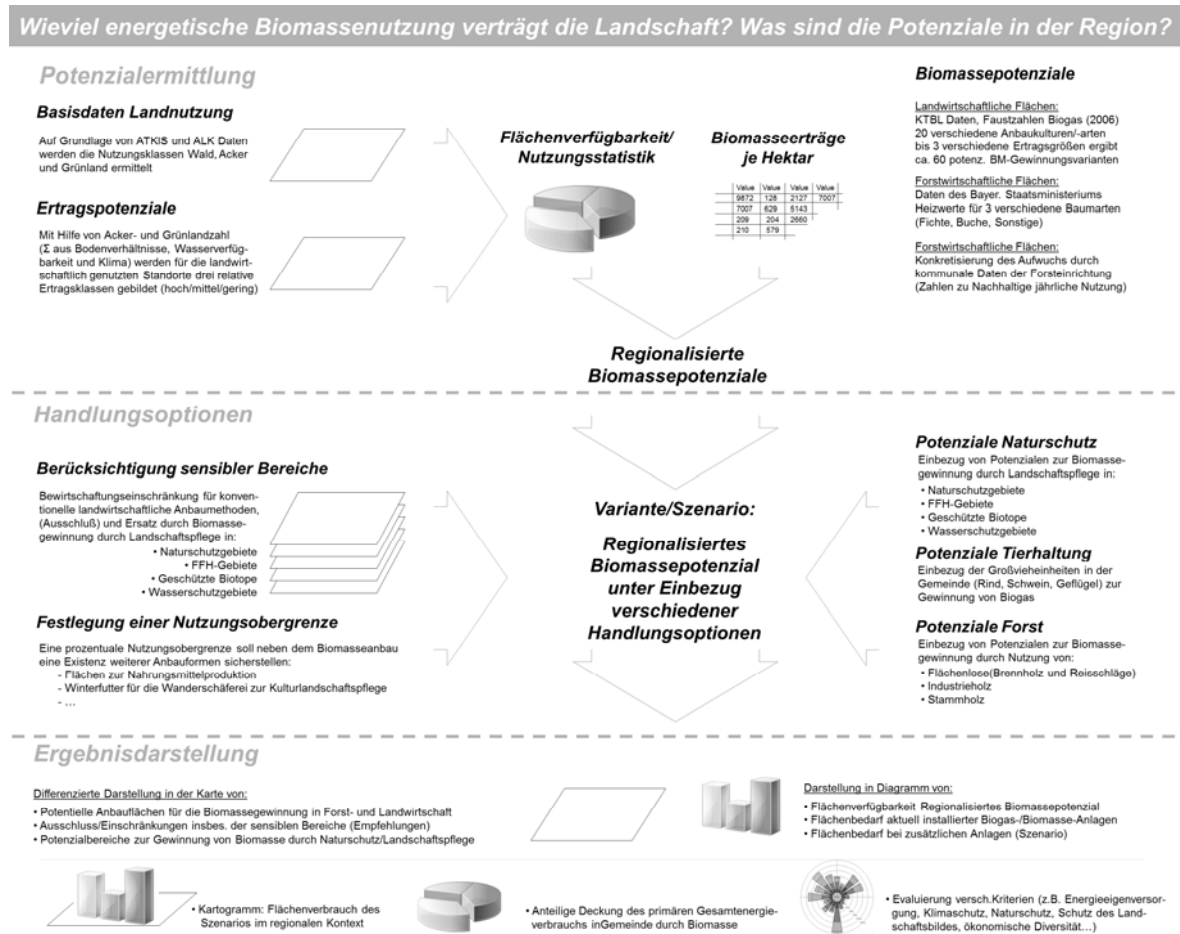 Wieviel energetische Biomassenutzung verträgt die Landschaft? Was sind die Potenziale in der Region?
Potenzialermittlung
Basisdaten Landnutzung
Auf Grundlage von ATKIS und ALK Daten
werden die Nutzungsklassen Wald, Acker
und Grünland ermittelt
Ertragspotenziale
Mit Hilfe von Acker- und Grünlandzahl
(Σ aus Bodenverhältnisse, Wasserverfüg-
barkeit und Klima) werden für die landwirt-
schaftlich genutzten Standorte drei relative
Ertragsklassen gebildet (hoch/mittel/gering)
Flächenverfügbarkeit/
Nutzungsstatistik
Biomasseerträge
je Hektar
Value Value Value Value
9872 128 2127 7007
7007 629 5143
209 204 2660
210 579
Biomassepotenziale
Landwirtschaftliche Flächen:
KTBL Daten, Faustzahlen Biogas (2006)
20 verschiedene Anbaukulturen/-arten
bis 3 verschiedene Ertragsgrößen ergibt
ca. 60 potenz. BM-Gewinnungsvarianten
Forstwirtschaftliche Flächen:
Daten des Bayer. Staatsministeriums
Heizwerte für 3 verschiedene Baumarten
(Fichte, Buche, Sonstige)
Forstwirtschaftliche Flächen:
Konkretisierung des Aufwuchs durch
kommunale Daten der Forsteinrichtung
(Zahlen zu Nachhaltige jährliche Nutzung)
Regionalisierte
Biomassepotenziale
Handlungsoptionen
Berücksichtigung sensibler Bereiche
Bewirtschaftungseinschränkung für konven-
tionelle landwirtschaftliche Anbaumethoden,
(Ausschluß) und Ersatz durch Biomasse-
gewinnung durch Landschaftspflege in:
• Naturschutzgebiete
• FFH-Gebiete
• Geschützte Biotope
• Wasserschutzgebiete
Festlegung einer Nutzungsobergrenze
Eine prozentuale Nutzungsobergrenze soll neben dem Biomasseanbau
eine Existenz weiterer Anbauformen sicherstellen:
- Flächen zur Nahrungsmittelproduktion
- Winterfutter für die Wanderschäferei zur Kulturlandschaftspflege
- ...
Variante/Szenario:
Regionalisiertes
Biomassepotenzial
unter Einbezug
verschiedener
Handlungsoptionen
Potenziale Naturschutz
Einbezug von Potenzialen zur Biomasse-
gewinnung durch Landschaftspflege in:
• Naturschutzgebiete
• FFH-Gebiete
• Geschützte Biotope
• Wasserschutzgebiete
Potenziale Tierhaltung
Einbezug der Großvieheinheiten in der
Gemeinde (Rind, Schwein, Geflügel) zur
Gewinnung von Biogas
Potenziale Forst
Einbezug von Potenzialen zur Biomasse-
gewinnung durch Nutzung von:
• Flächenlose(Brennholz und Reisschläge)
• Industrieholz
• Stammholz
Ergebnisdarstellung
Differenzierte Darstellung in der Karte von:
• Potentielle Anbauflächen für die Biomassegewinnung in Forst- und Landwirtschaft
• Ausschluss/Einschränkungen insbes. der sensiblen Bereiche (Empfehlungen)
• Potenzialbereiche zur Gewinnung von Biomasse durch Naturschutz/Landschaftspflege
Darstellung in Diagramm von:
• Flächenverfügbarkeit Regionalisiertes Biomassepotenzial
• Flächenbedarf aktuell installierter Biogas-/Biomasse-Anlagen
• Flächenbedarf bei zusätzlichen Anlagen (Szenario)
• Kartogramm: Flächenverbrauch des
Szenarios im regionalen Kontext
• Anteilige Deckung des primären Gesamtenergie-
verbrauchs inGemeinde durch Biomasse
• Evaluierung versch.Kriterien (z.B. Energieeigenversor-
gung, Klimaschutz, Naturschutz, Schutz des Land-
schaftsbildes, ökonomische Diversität...)